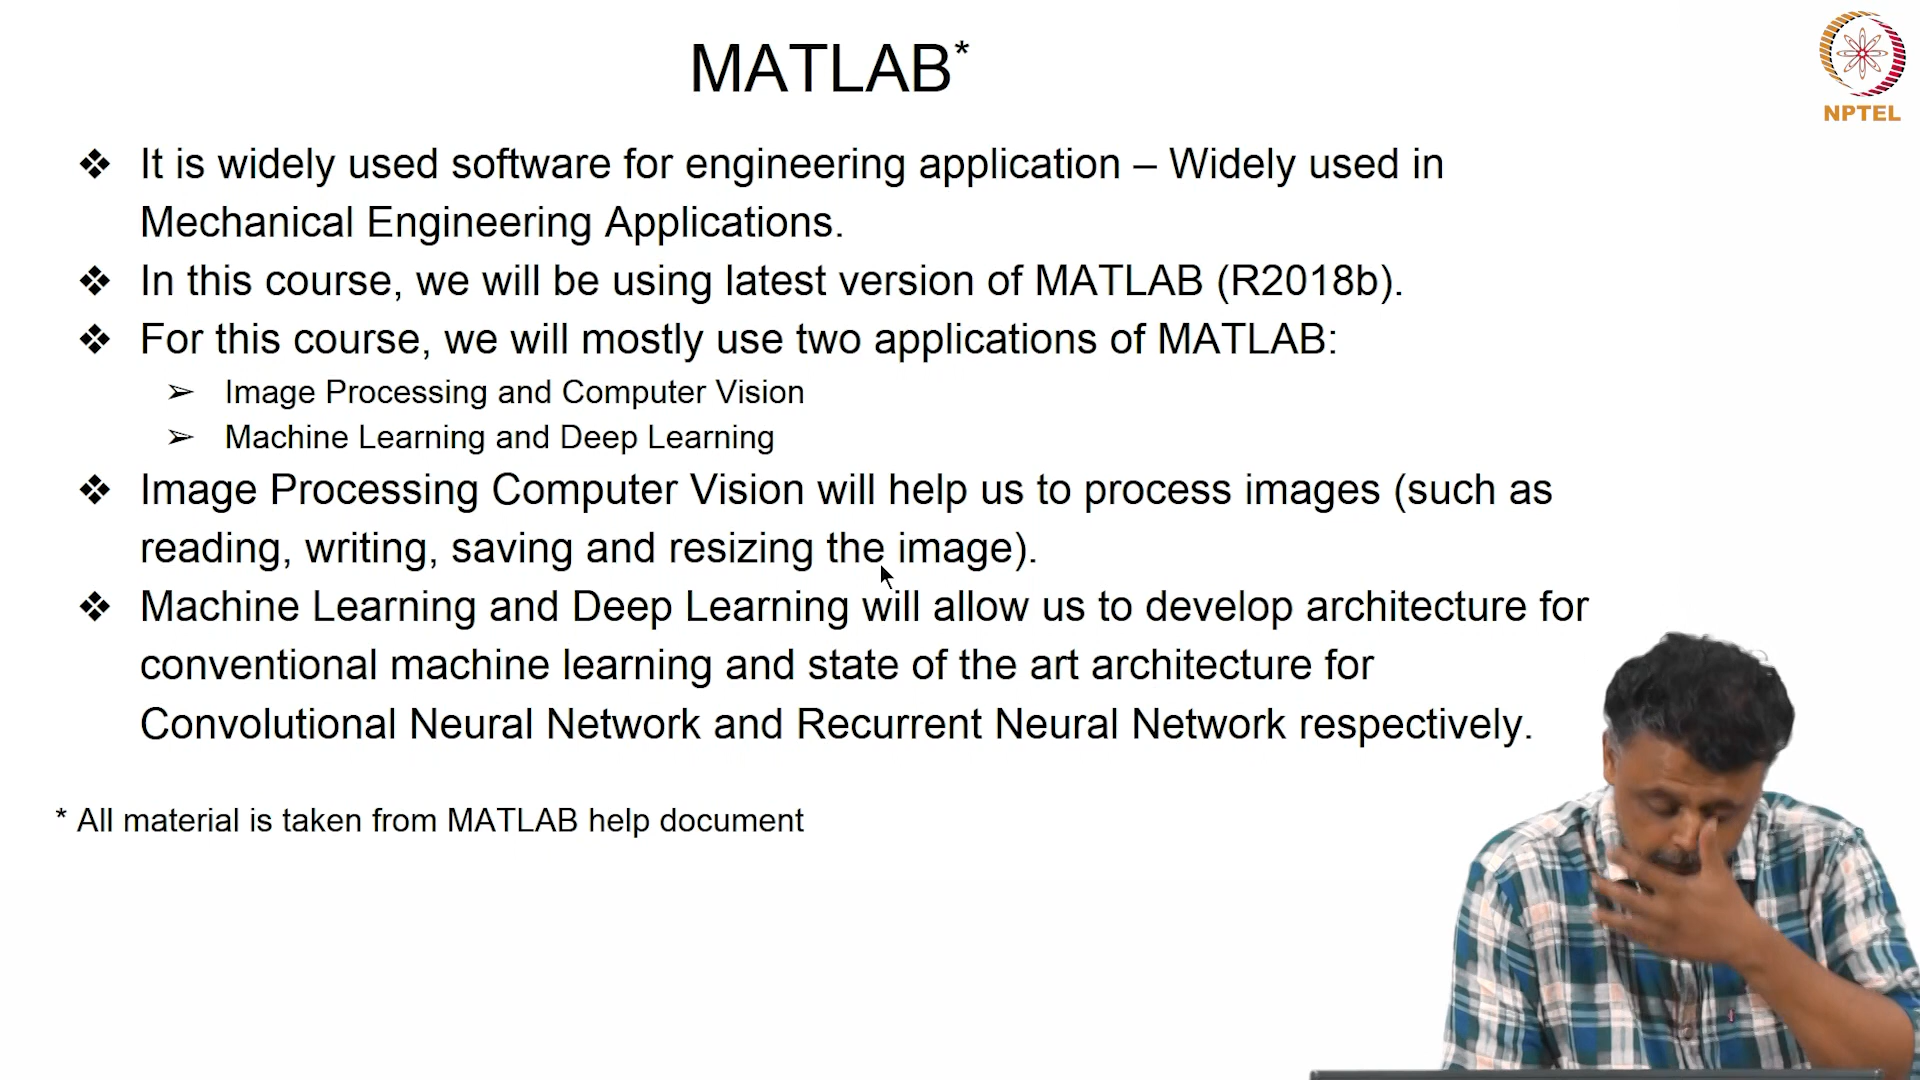 MATLAB*
NPTEL
❖ It is widely used software for engineering application – Widely used in
Mechanical Engineering Applications.
❖ In this course, we will be using latest version of MATLAB (R2018b).
❖ For this course, we will mostly use two applications of MATLAB:
➢ Image Processing and Computer Vision
➢ Machine Learning and Deep Learning
❖ Image Processing Computer Vision will help us to process images (such as
reading, writing, saving and resizing the image).
❖ Machine Learning and Deep Learning will allow us to develop architecture for
conventional machine learning and state of the art architecture for
Convolutional Neural Network and Recurrent Neural Network respectively.
* All material is taken from MATLAB help document